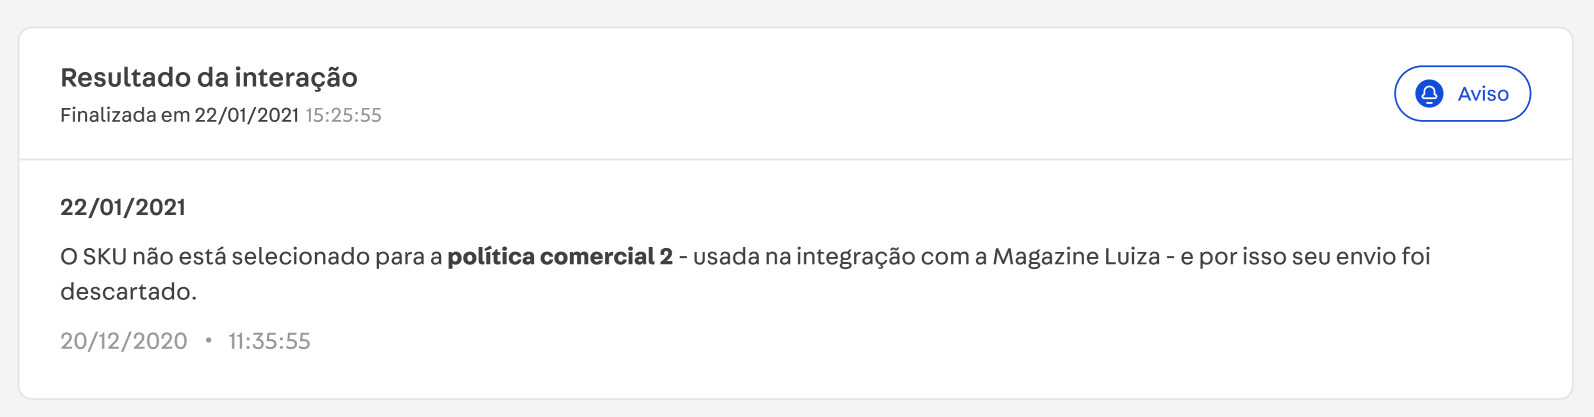 Resultado da interação
Finalizada em 22/01/2021 15:25:55
Aviso
22/01/2021
O SKU não está selecionado para a política comercial 2 - usada na integração com a Magazine Luiza - e por isso seu envio foi
descartado.
20/12/2020 • 11:35:55